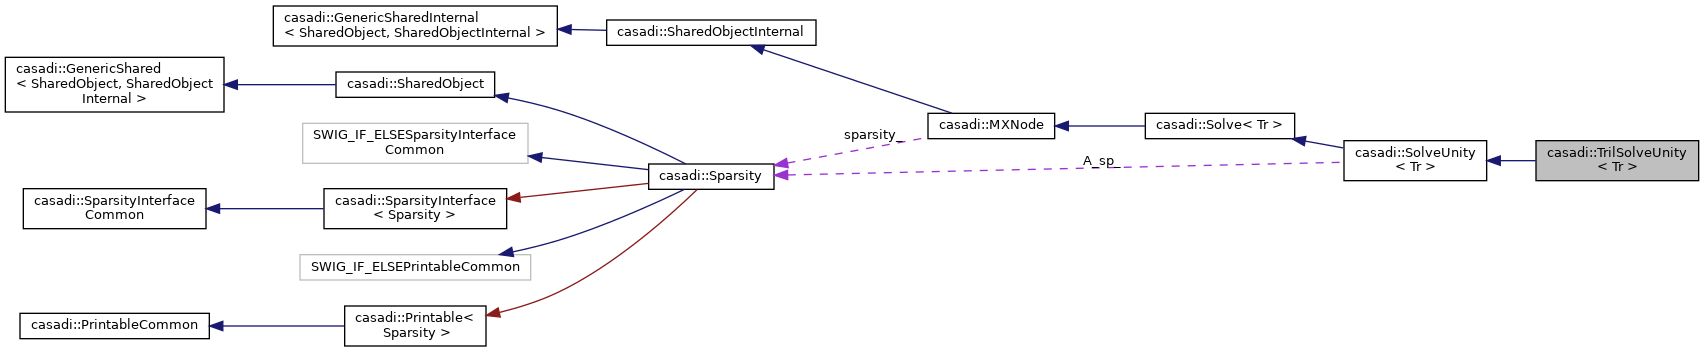 casadi::GenericSharedInternal
< SharedObject, SharedObjectInternal >
casadi::SharedObjectInternal
casadi::GenericShared
< SharedObject, SharedObject
Internal >
casadi::SharedObject
SWIG_IF_ELSESparsityInterface
Common
casadi::SparsityInterface
Common
casadi::SparsityInterface
< Sparsity >
SWIG_IF_ELSEPrintableCommon
casadi::PrintableCommon
casadi::Printable<
Sparsity >
casadi::Sparsity
sparsity_
A_sp_
casadi::MXNode
casadi::Solve< Tr >
casadi::SolveUnity
< Tr >
casadi::TrilSolveUnity
< Tr >